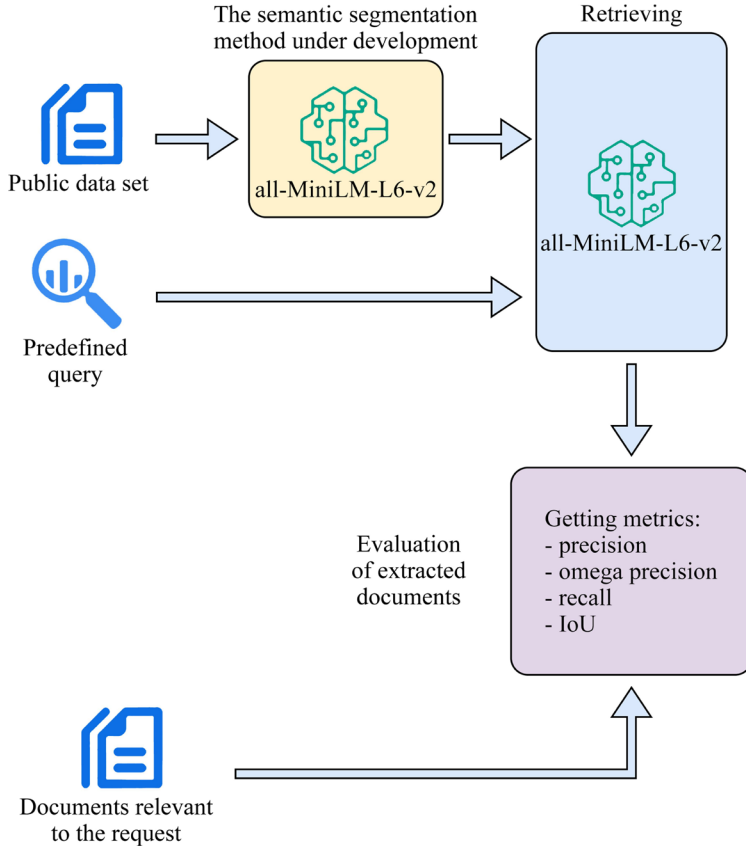 The semantic segmentation
method under development
Retrieving
Public data set
all-MiniLM-L6-v2
all-MiniLM-L6-v2
Predefined
query
Evaluation
of extracted
documents
Getting metrics:
- precision
- omega precision
- recall
- IoU
Documents relevant
to the request